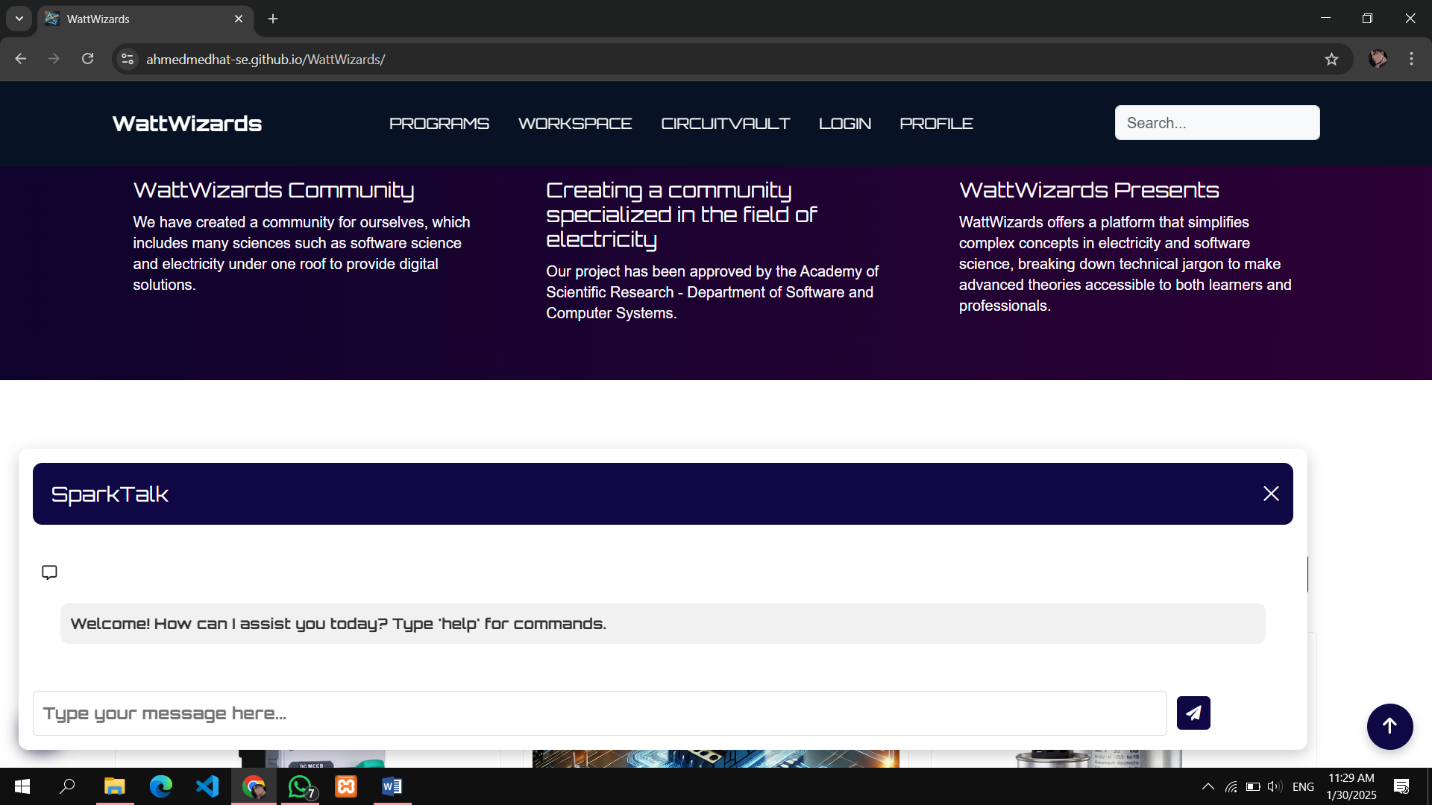 WattWizards
ahmedmedhat-se.github.io/WattWizards/
WattWizards
PROGRAMS
WORKSPACE
CIRCUITVAULT
LOGIN
PROFILE
Search...
WattWizards Community
We have created a community for ourselves, which
includes many sciences such as software science
and electricity under one roof to provide digital
solutions.
Creating a community
specialized in the field of
electricity
Our project has been approved by the Academy of
Scientific Research - Department of Software and
Computer Systems.
WattWizards Presents
WattWizards offers a platform that simplifies
complex concepts in electricity and software
science, breaking down technical jargon to make
advanced theories accessible to both learners and
professionals.
SparkTalk
Welcome! How can I assist you today? Type 'help' for commands.
Type your message here...
7
ENG
11:29 AM
1/30/2025